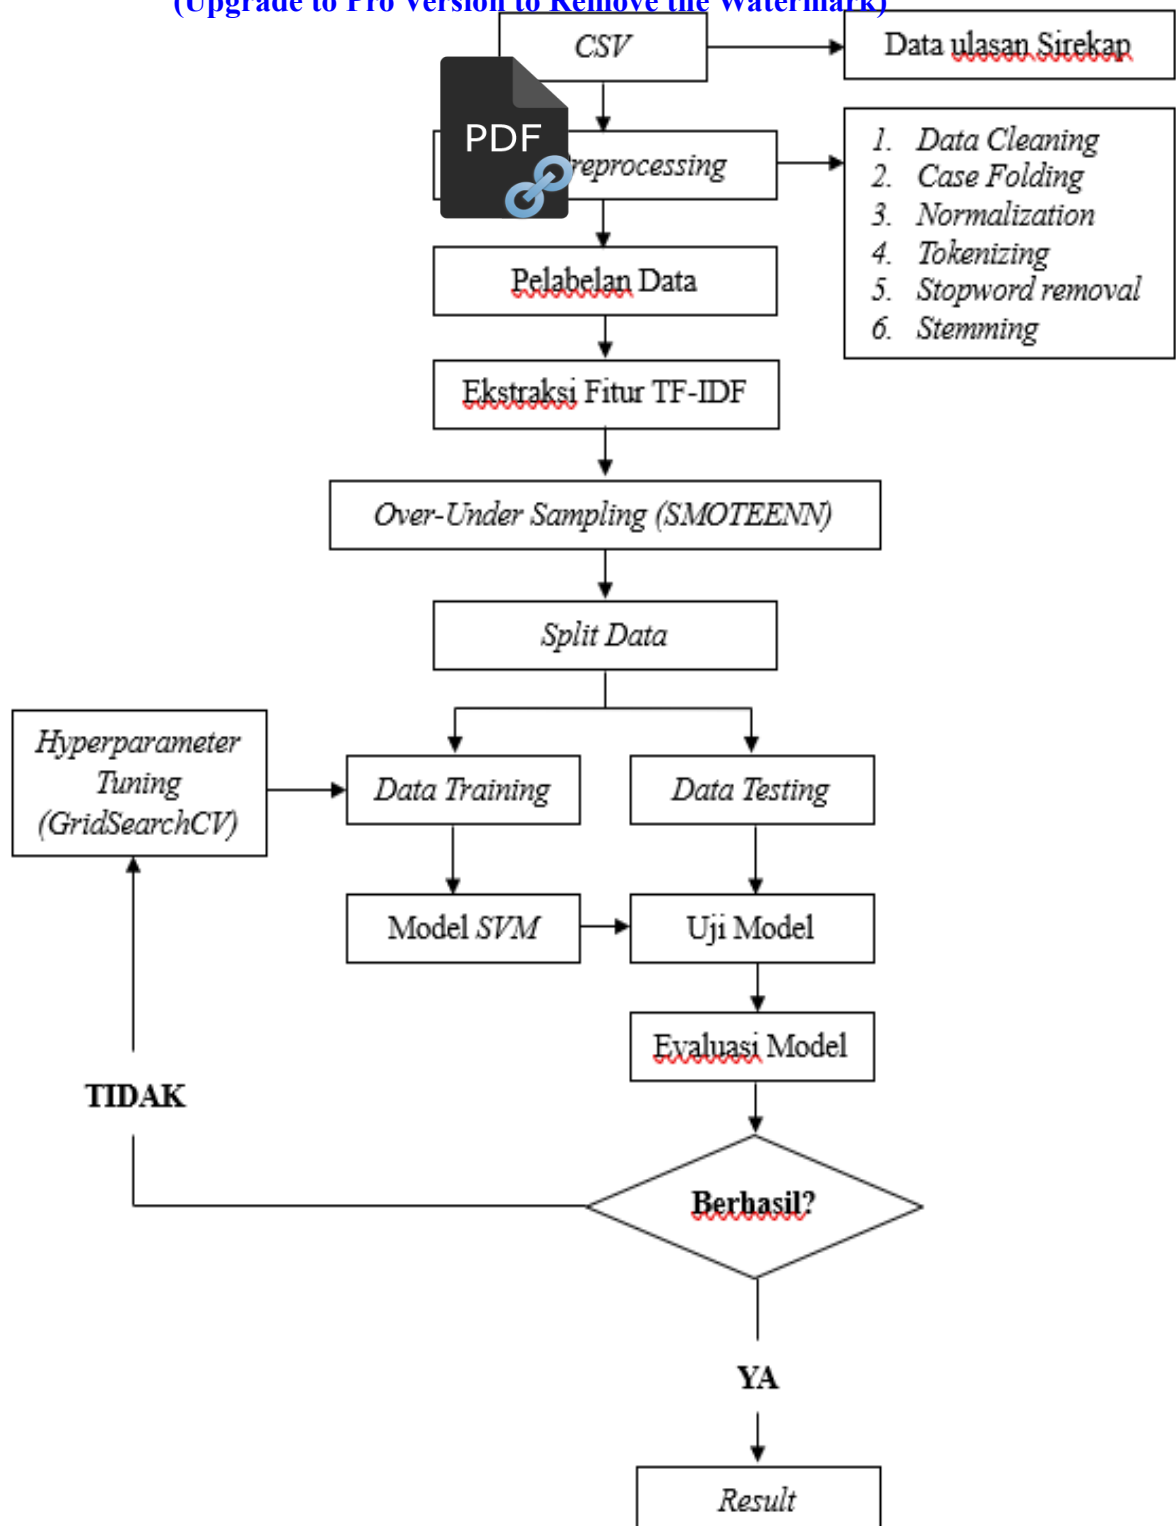 (Upgrade to Pro Version to Remove the Watermark)
CSV
Data ulasan Sirekap
PDF
reprocessing
1. Data Cleaning
2. Case Folding
3. Normalization
4. Tokenizing
5. Stopword removal
6. Stemming
Pelabelan Data
Ekstraksi Fitur TF-IDF
Over-Under Sampling (SMOTEENN)
Split Data
Hyperparameter
Tuning
(GridSearchCV)
Data Training
Data Testing
Model SVM
Uji Model
Evaluasi Model
TIDAK
Berhasil?
YA
Result